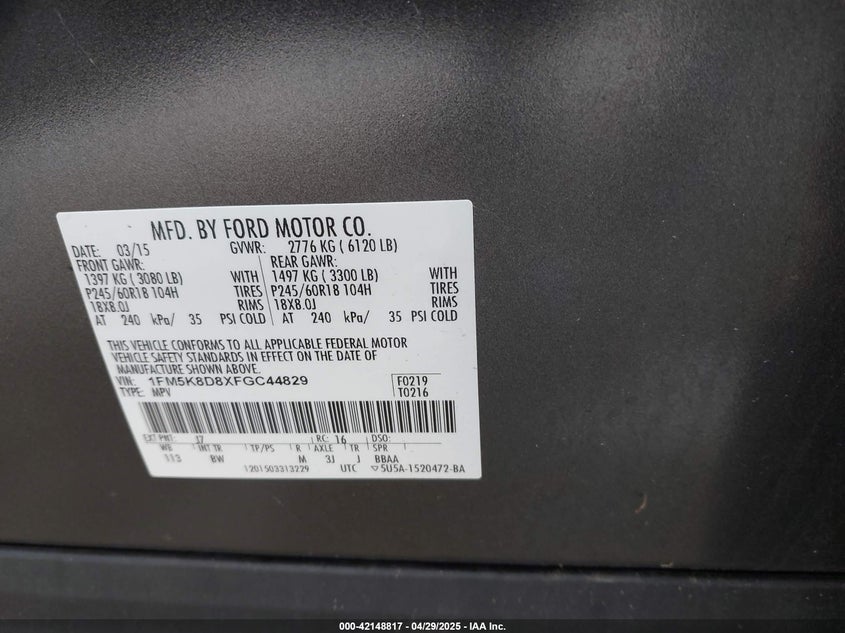 MFD. BY FORD MOTOR CO.
DATE: 03/15 GVWR: 2776 KG ( 6120 LB)
FRONT GAWR: REAR GAWR:
1397 KG ( 3080 LB) WITH 1497 KG ( 3300 LB) WITH
P245/60R18 104H TIRES P245/60R18 104H TIRES
18X8.0J RIMS 18X8.0J RIMS
AT 240 kPa/ 35 PSI COLD AT 240 kPa/ 35 PSI COLD
THIS VEHICLE CONFORMS TO ALL APPLICABLE FEDERAL MOTOR
VEHICLE SAFETY STANDARDS IN EFFECT ON THE DATE OF
MANUFACTURE SHOWN ABOVE.
VIN: 1FM5K8D8XFGC44829 F0219
TYPE: MPV T0216
EXT PNT: J7 RC: 16 DSO:
WB INT TR TP/PS R AXLE TR SPR
113 BW M 3J J BBAA
1201503313229 UTC ▽5U5A-1520472-BA
000-42148817 | 04/29/2025 - IAA Inc. |